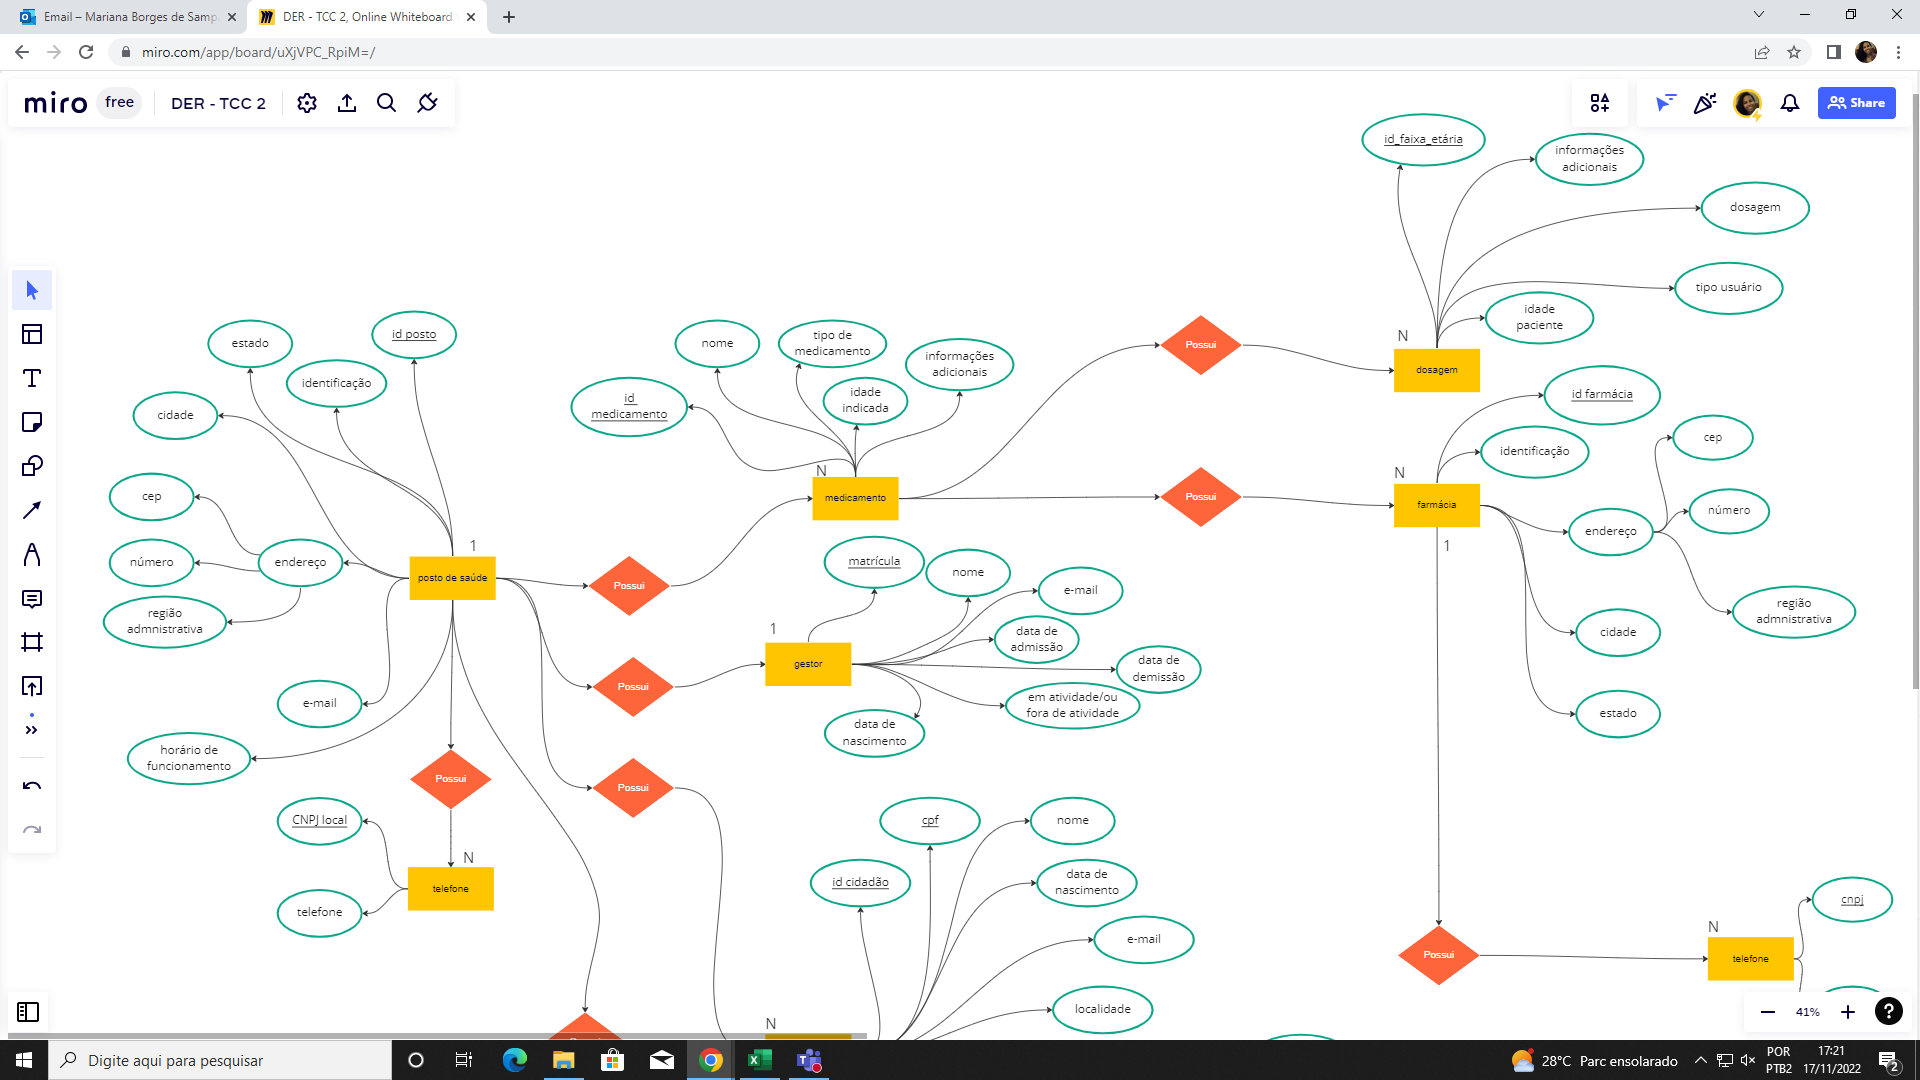 Email – Mariana Borges de Samp
DER - TCC 2, Online Whiteboard
miro.com/app/board/uXjVPC_RpiM=/
miro
free
DER - TCC 2
Share
id_faixa_etária
informações
adicionais
dosagem
tipo usuário
idade
paciente
N
dosagem
Possui
estado
id posto
identificação
cidade
cep
número
região
admnistrativa
endereço
1
posto de saúde
e-mail
horário de
funcionamento
Possui
CNPJ local
telefone
N
telefone
nome
tipo de
medicamento
informações
adicionais
id
medicamento
idade
indicada
N
medicamento
Possui
Possui
Possui
Possui
matrícula
nome
e-mail
data de
admissão
data de
demissão
em atividade/ou
fora de atividade
data de
nascimento
1
gestor
id farmácia
identificação
N
farmácia
1
endereço
cep
número
região
admnistrativa
cidade
estado
cpf
nome
id cidadão
data de
nascimento
e-mail
localidade
N
Possui
N
telefone
cnpj
41%
Digite aqui para pesquisar
28°C Parc ensolarado
POR
PTB2
17:21
17/11/2022
2